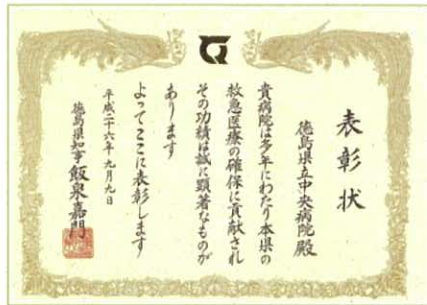 表彰状
徳島県立中央病院 殿
貴病院は多年にわたり本県の
救急医療の確保に貢献され
その功績は誠に顕著なものが
あります
よってここに表彰します
平成二十六年九月九日
徳島県知事 飯泉嘉門